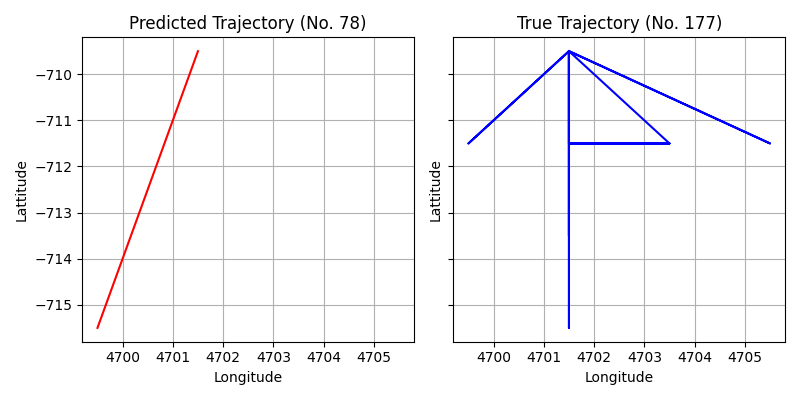 Predicted Trajectory (No. 78)
True Trajectory (No. 177)
Lattitude
−710
−711
−712
−713
−714
−715
4700 4701 4702 4703 4704 4705
Longitude
Lattitude
4700 4701 4702 4703 4704 4705
Longitude